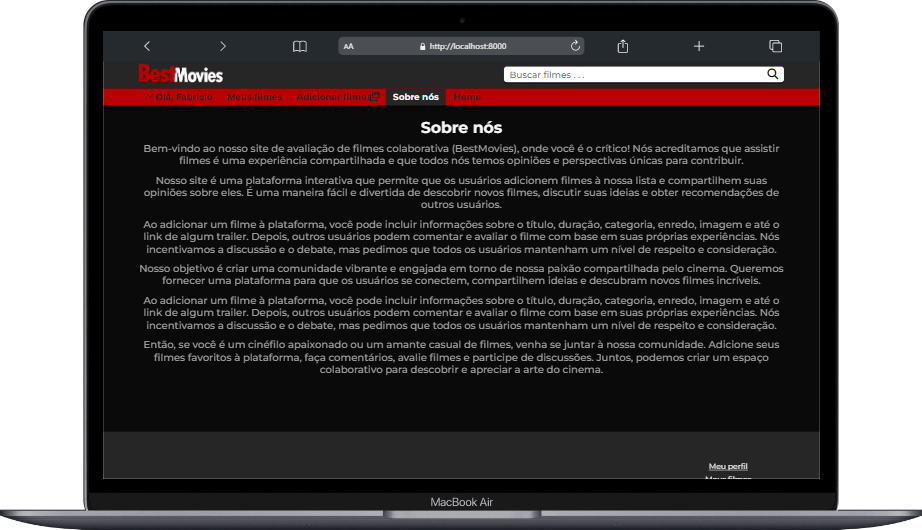 AA http://localhost:8000
BestMovies
Buscar filmes . . .
Olá, Fabricio Meus filmes Adicionar filme Sobre nós Home
Sobre nós
Bem-vindo ao nosso site de avaliação de filmes colaborativa (BestMovies), onde você é o crítico! Nós acreditamos que assistir
filmes é uma experiência compartilhada e que todos nós temos opiniões e perspectivas únicas para contribuir.
Nosso site é uma plataforma interativa que permite que os usuários adicionem filmes à nossa lista e compartilhem suas
opiniões sobre eles. É uma maneira fácil e divertida de descobrir novos filmes, discutir suas ideias e obter recomendações de
outros usuários.
Ao adicionar um filme à plataforma, você pode incluir informações sobre o título, duração, categoria, enredo, imagem e até o
link de algum trailer. Depois, outros usuários podem comentar e avaliar o filme com base em suas próprias experiências. Nós
incentivamos a discussão e o debate, mas pedimos que todos os usuários mantenham um nível de respeito e consideração.
Nosso objetivo é criar uma comunidade vibrante e engajada em torno de nossa paixão compartilhada pelo cinema. Queremos
fornecer uma plataforma para que os usuários se conectem, compartilhem ideias e descubram novos filmes incríveis.
Ao adicionar um filme à plataforma, você pode incluir informações sobre o título, duração, categoria, enredo, imagem e até o
link de algum trailer. Depois, outros usuários podem comentar e avaliar o filme com base em suas próprias experiências. Nós
incentivamos a discussão e o debate, mas pedimos que todos os usuários mantenham um nível de respeito e consideração.
Então, se você é um cinéfilo apaixonado ou um amante casual de filmes, venha se juntar à nossa comunidade. Adicione seus
filmes favoritos à plataforma, faça comentários, avalie filmes e participe de discussões. Juntos, podemos criar um espaço
colaborativo para descobrir e apreciar a arte do cinema.
Meu perfil
Meus filmes
MacBook Air